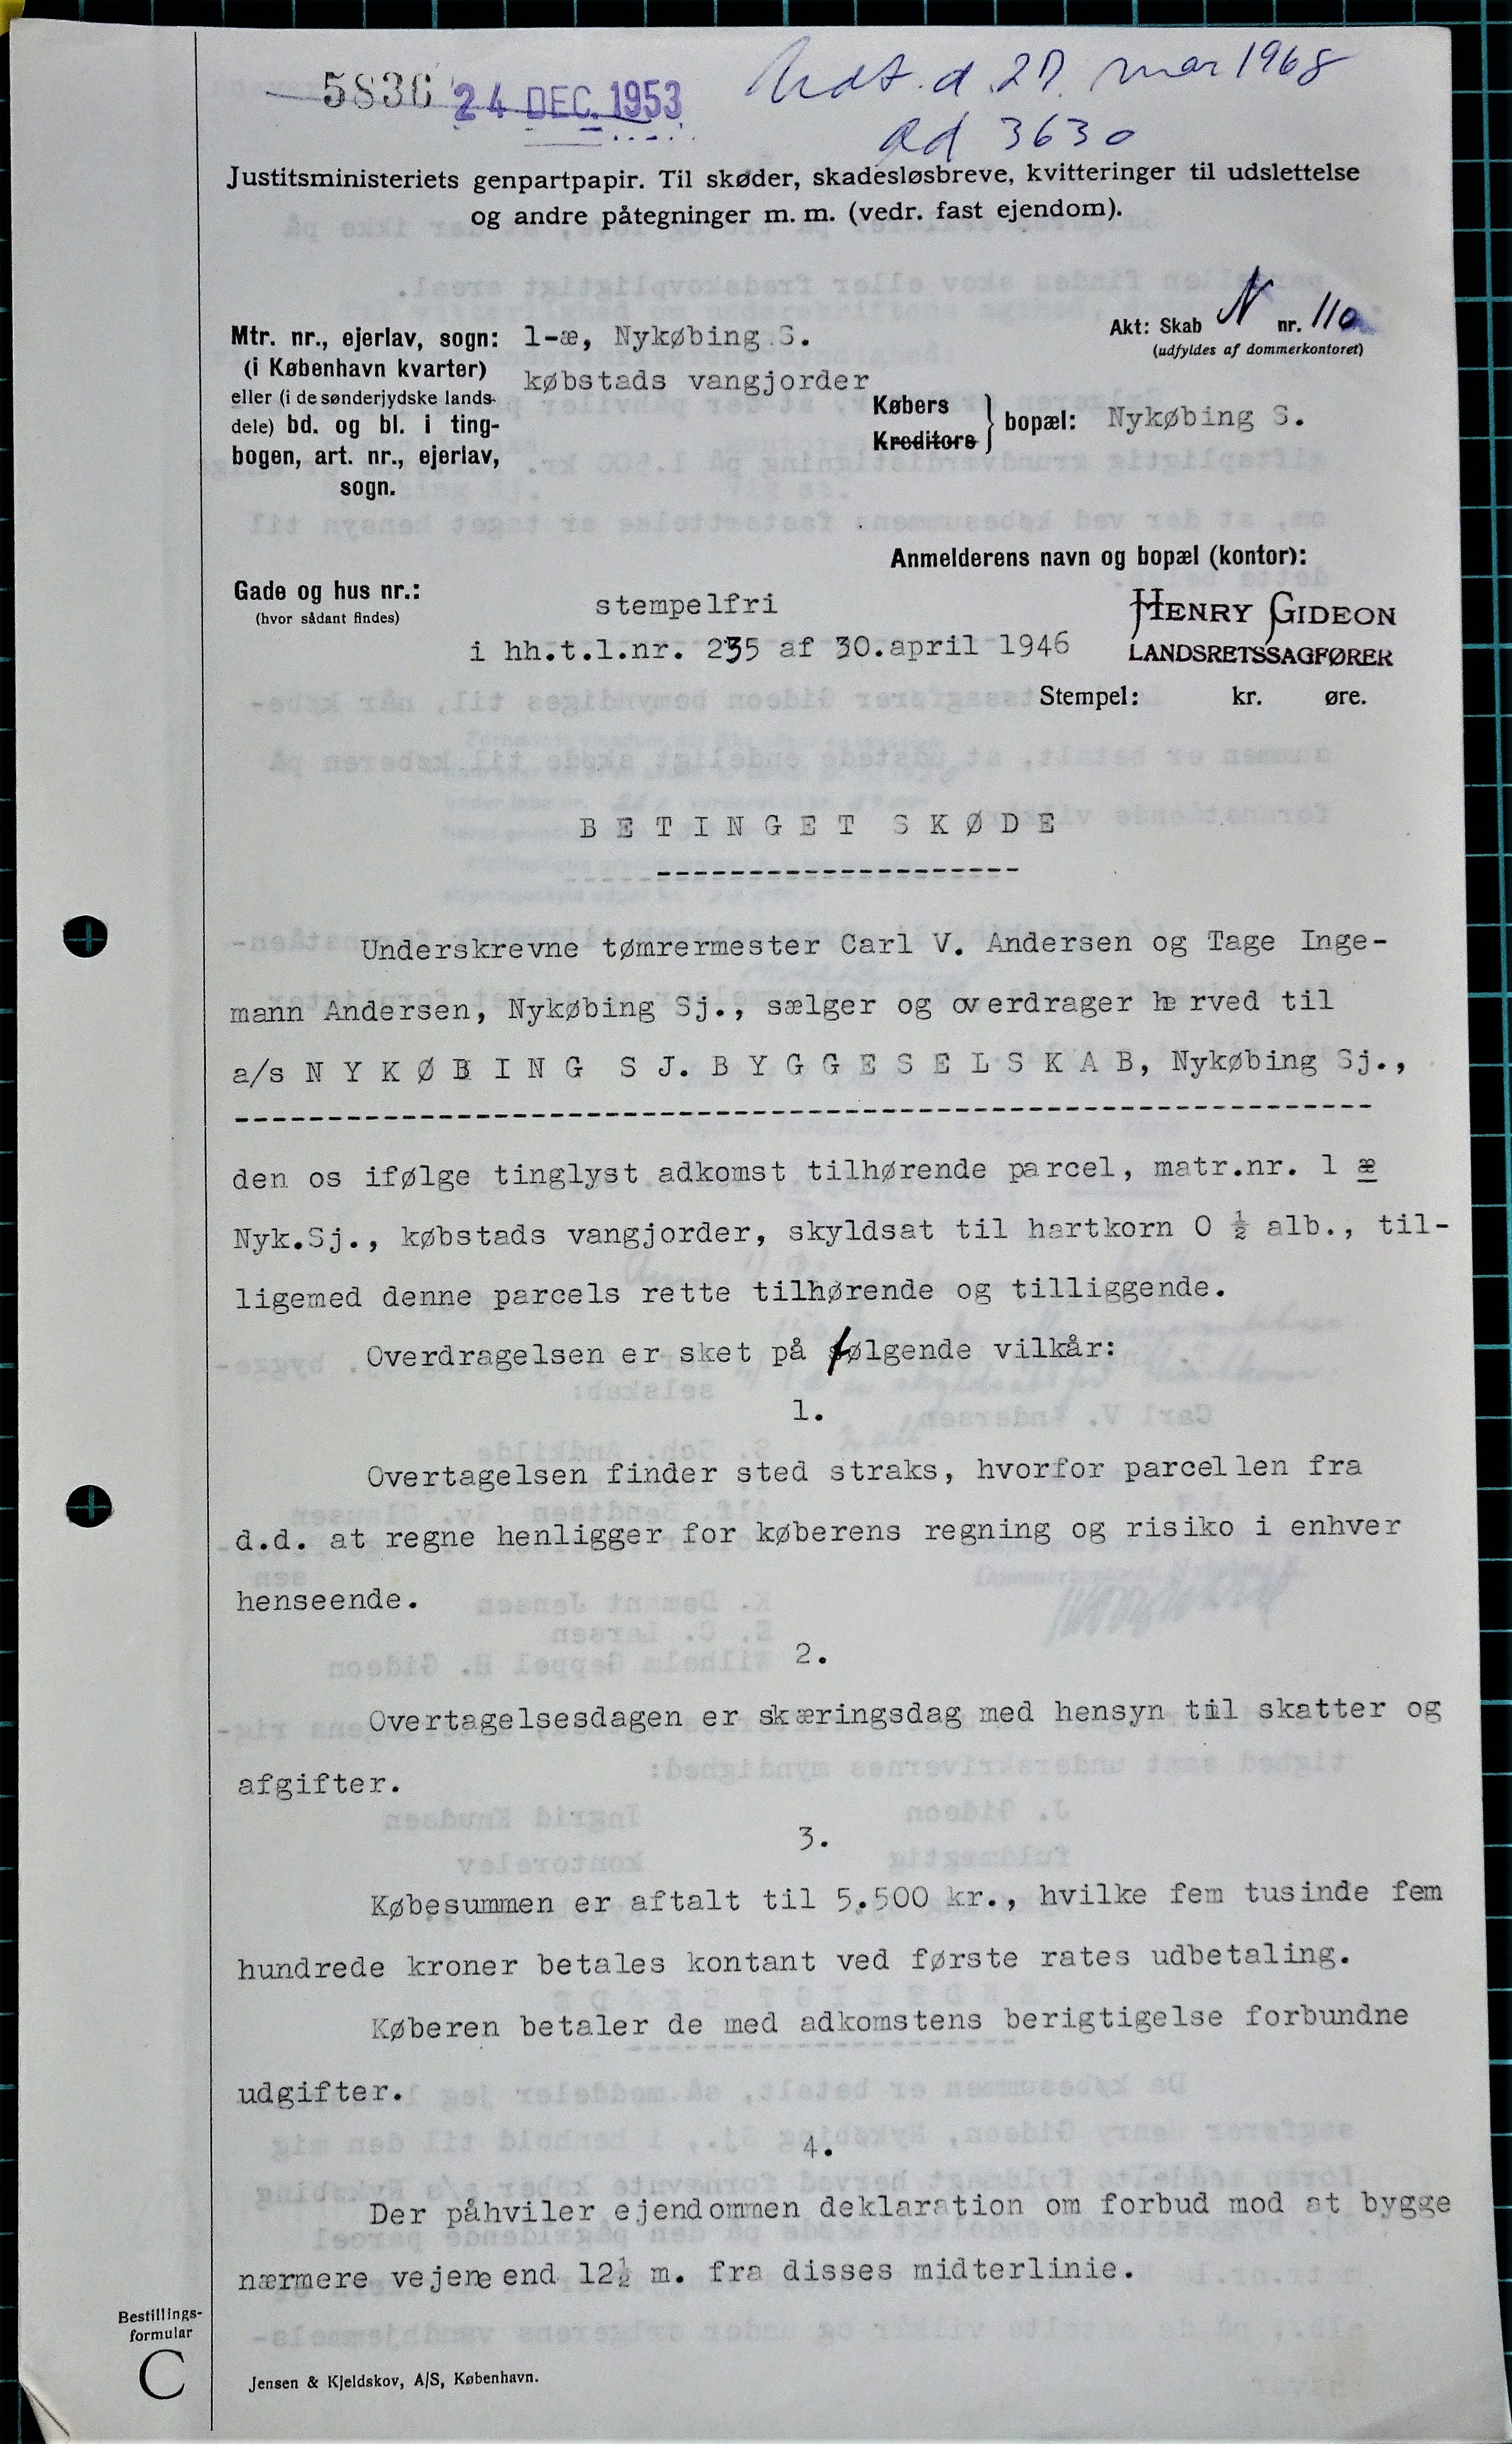 5836 24 DEC. 1953
Udt. d. 27. mar 1968
ad 3630
Justitsministeriets genpartpapir. Til skøder, skadesløsbreve, kvitteringer til udslettelse
og andre påtegninger m. m. (vedr. fast ejendom).
Akt: Skab N nr. 110
(udfyldes af dommerkontoret)
Mtr. nr., ejerlav, sogn: 1-æ, Nykøbing S.
(i København kvarter) købstads vangjorder
eller (i de sønderjydske lands-
dele) bd. og bl. i ting-
bogen, art. nr., ejerlav,
sogn.
Købers
Kreditors
bopæl: Nykøbing S.
Anmelderens navn og bopæl (kontor):
Gade og hus nr.:
(hvor sådant findes)
stempelfri
i hh.t.l.nr. 235 af 30.april 1946
HENRY GIDEON
LANDSRETSSAGFØRER
Stempel: kr. øre.
BETINGET SKØDE
Underskrevne tømrermester Carl V. Andersen og Tage Inge-
mann Andersen, Nykøbing Sj., sælger og overdrager herved til
a/s NYKØBING SJ. BYGGESELSKAB, Nykøbing Sj.,
den os ifølge tinglyst adkomst tilhørende parcel, matr.nr. 1 æ
Nyk.Sj., købstads vangjorder, skyldsat til hartkorn 0 ½ alb., til-
ligemed denne parcels rette tilhørende og tilliggende.
Overdragelsen er sket på følgende vilkår:
1.
Overtagelsen finder sted straks, hvorfor parcellen fra
d.d. at regne henligger for køberens regning og risiko i enhver
henseende.
2.
Overtagelsesdagen er skæringsdag med hensyn til skatter og
afgifter.
3.
Købesummen er aftalt til 5.500 kr., hvilke fem tusinde fem
hundrede kroner betales kontant ved første rates udbetaling.
Køberen betaler de med adkomstens berigtigelse forbundne
udgifter.
4.
Der påhviler ejendommen deklaration om forbud mod at bygge
nærmere vejene end 12½ m. fra disses midterlinie.
Bestillings-
formular
C
Jensen & Kjeldskov, A/S, København.